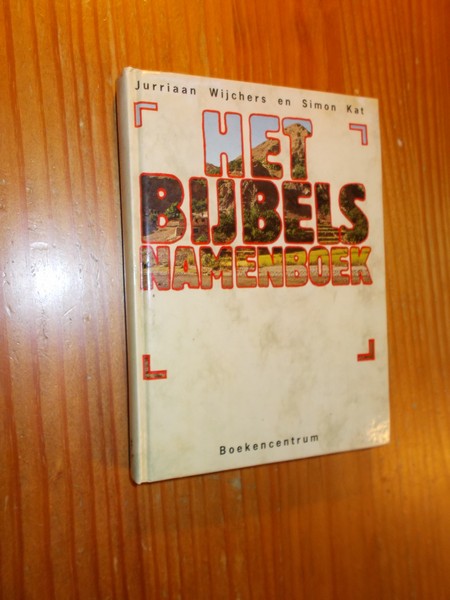 Jurriaan Wijchers en Simon Kat
HET
BIJBELS
NAMENBOEK
Boekencentrum